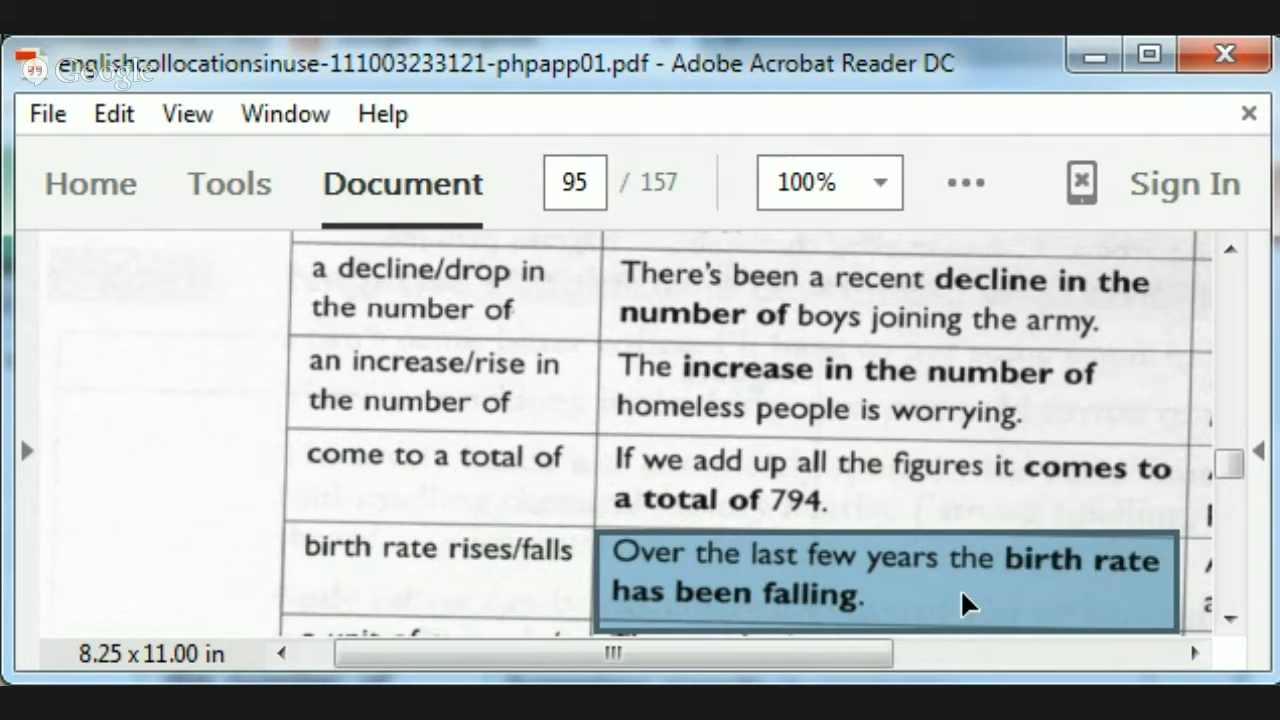 englishcollocationsinuse-111003233121-phpapp01.pdf - Adobe Acrobat Reader DC
Google
File Edit View Window Help
Home Tools Document 95 / 157 100% Sign In
a decline/drop in
the number of
There's been a recent decline in the
number of boys joining the army.
an increase/rise in
the number of
The increase in the number of
homeless people is worrying.
come to a total of
If we add up all the figures it comes to
a total of 794.
birth rate rises/falls
Over the last few years the birth rate
has been falling.
8.25 x 11.00 in